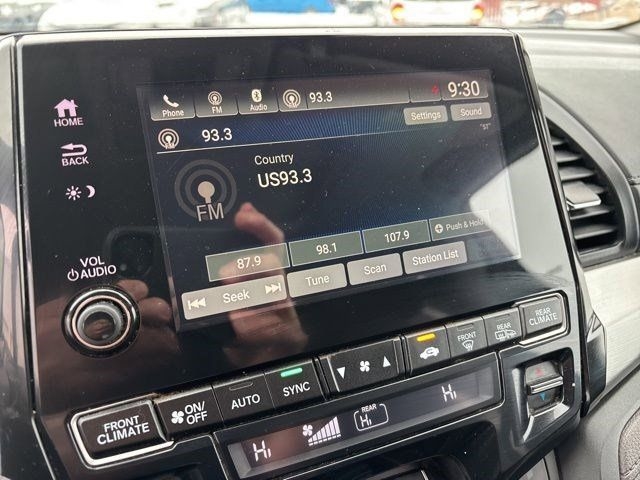 Phone FM Audio 93.3 9:30
93.3 Settings Sound
"ST"
Country
US93.3
FM
87.9 98.1 107.9 Push & Hold
Seek Tune Scan Station List
HOME
BACK
VOL
AUDIO
FRONT CLIMATE
ON/OFF
AUTO
SYNC
FRONT
REAR
REAR CLIMATE
HI
REAR
HI
HI